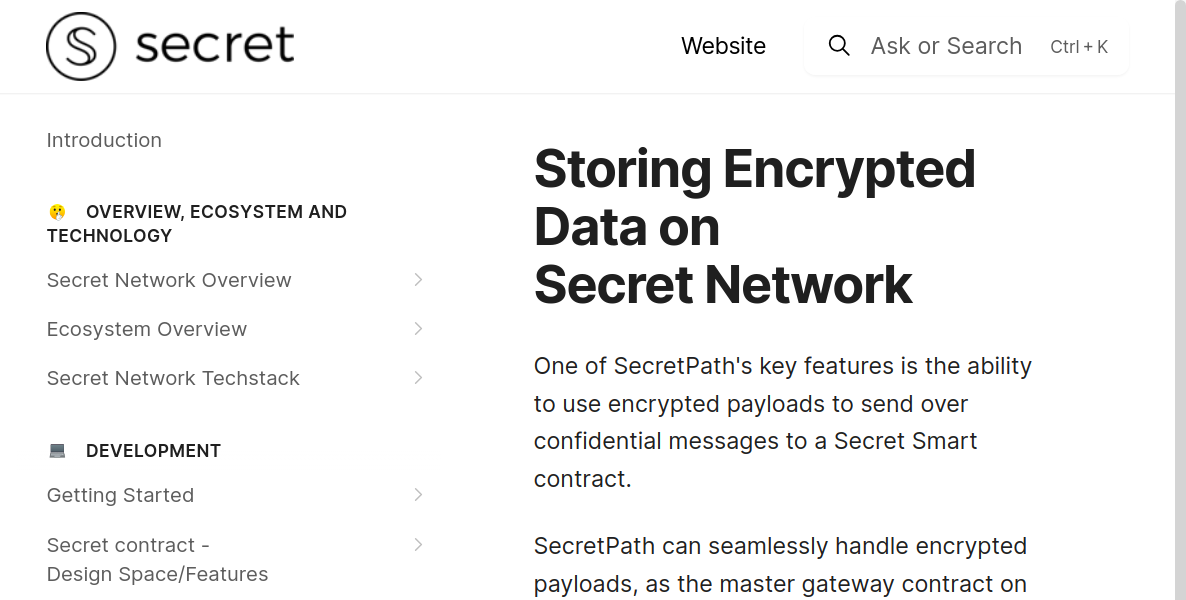 secret
Website
Ask or Search
Ctrl + K
Introduction
OVERVIEW, ECOSYSTEM AND
TECHNOLOGY
Secret Network Overview
Ecosystem Overview
Secret Network Techstack
DEVELOPMENT
Getting Started
Secret contract -
Design Space/Features
Storing Encrypted
Data on
Secret Network
One of SecretPath's key features is the ability
to use encrypted payloads to send over
confidential messages to a Secret Smart
contract.
SecretPath can seamlessly handle encrypted
payloads, as the master gateway contract on